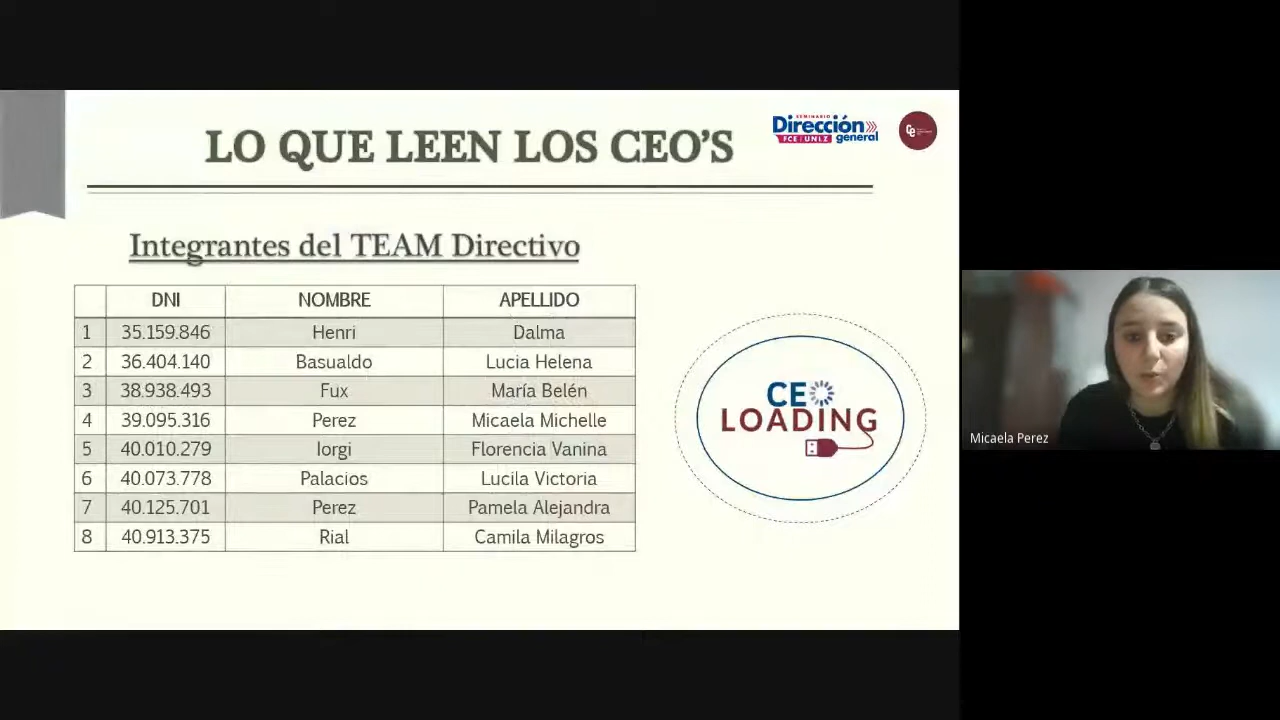 LO QUE LEEN LOS CEO'S
SEMINARIO
Dirección
FCE UNLZ general
Ce
Integrantes del TEAM Directivo
DNI NOMBRE APELLIDO
1 35.159.846 Henri Dalma
2 36.404.140 Basualdo Lucia Helena
3 38.938.493 Fux María Belén
4 39.095.316 Perez Micaela Michelle
5 40.010.279 Iorgi Florencia Vanina
6 40.073.778 Palacios Lucila Victoria
7 40.125.701 Perez Pamela Alejandra
8 40.913.375 Rial Camila Milagros
CEO
LOADING
Micaela Perez